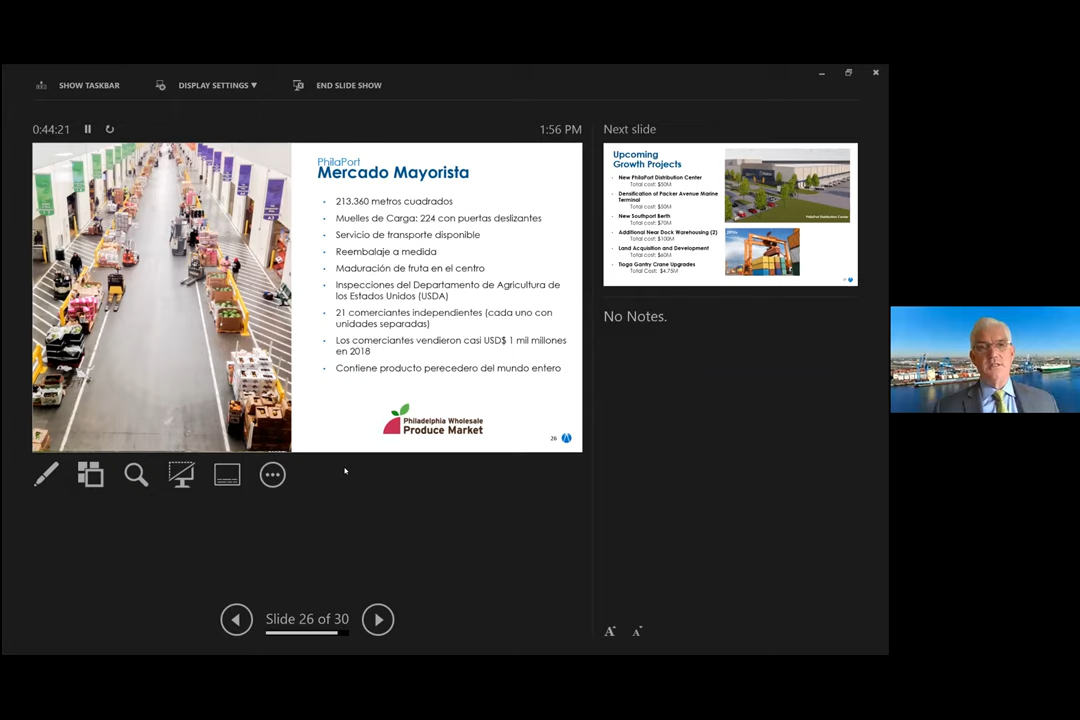 SHOW TASKBAR
DISPLAY SETTINGS ▼
END SLIDE SHOW
0:44:21
1:56 PM
Next slide
PhilaPort
Mercado Mayorista
213.360 metros cuadrados
Muelles de Carga: 224 con puertas deslizantes
Servicio de transporte disponible
Reembalaje a medida
Maduración de fruta en el centro
Inspecciones del Departamento de Agricultura de
los Estados Unidos (USDA)
21 comerciantes independientes (cada uno con
unidades separadas)
Los comerciantes vendieron casi USD$ 1 mil millones
en 2018
Contiene producto perecedero del mundo entero
Philadelphia Wholesale
Produce Market
26
Upcoming
Growth Projects
New PhilaPort Distribution Center
Total cost: $50M
Densification of Packer Avenue Marine
Terminal
Total cost: $50M
New Southport Berth
Total cost: $70M
Additional Near Dock Warehousing (2)
Total cost: $100M
Land Acquisition and Development
Total cost: $60M
Tioga Gantry Crane Upgrades
Total Cost: $4.75M
PhilaPort Distribution Center
No Notes.
Slide 26 of 30
A
A